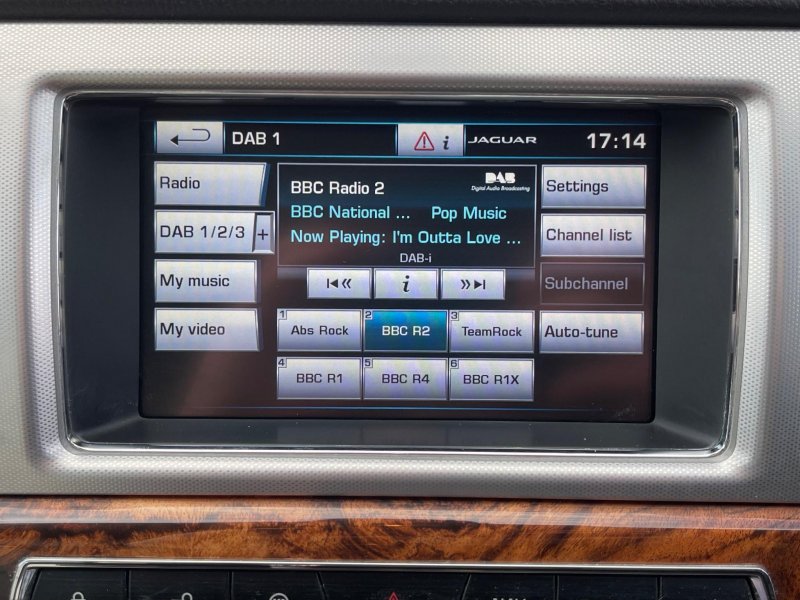 DAB 1
i
JAGUAR
17:14
Radio
DAB 1/2/3 +
My music
My video
BBC Radio 2
DAB
Digital Audio Broadcasting
BBC National ... Pop Music
Now Playing: I'm Outta Love ...
DAB-i
i
1 Abs Rock
2 BBC R2
3 TeamRock
4 BBC R1
5 BBC R4
6 BBC R1X
Settings
Channel list
Subchannel
Auto-tune